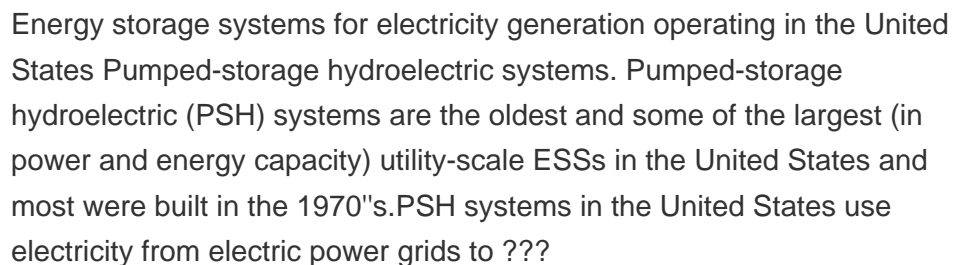 Energy storage systems for electricity generation operating in the United
States Pumped-storage hydroelectric systems. Pumped-storage
hydroelectric (PSH) systems are the oldest and some of the largest (in
power and energy capacity) utility-scale ESSs in the United States and
most were built in the 1970"s.PSH systems in the United States use
electricity from electric power grids to ???